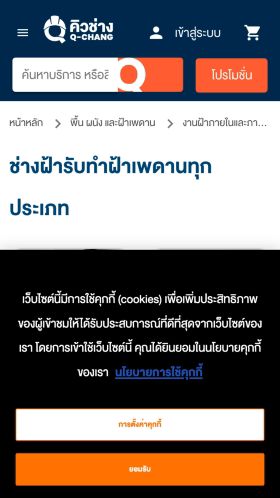 คิวช่าง
Q-CHANG
เข้าสู่ระบบ
ค้นหาบริการ หรือสิ
โปรโมชั่น
หน้าหลัก > พื้น ผนัง และฝ้าเพดาน > งานฝ้าภายในและภา...
ช่างฝ้ารับทำฝ้าเพดานทุก
ประเภท
เว็บไซต์นี้มีการใช้คุกกี้ (cookies) เพื่อเพิ่มประสิทธิภาพ
ของผู้เข้าชมให้ได้รับประสบการณ์ที่ดีที่สุดจากเว็บไซต์ของ
เรา โดยการเข้าใช้เว็บไซต์นี้ คุณได้ยินยอมในนโยบายคุกกี้
ของเรา นโยบายการใช้คุกกี้
การตั้งค่าคุกกี้
ยอมรับ